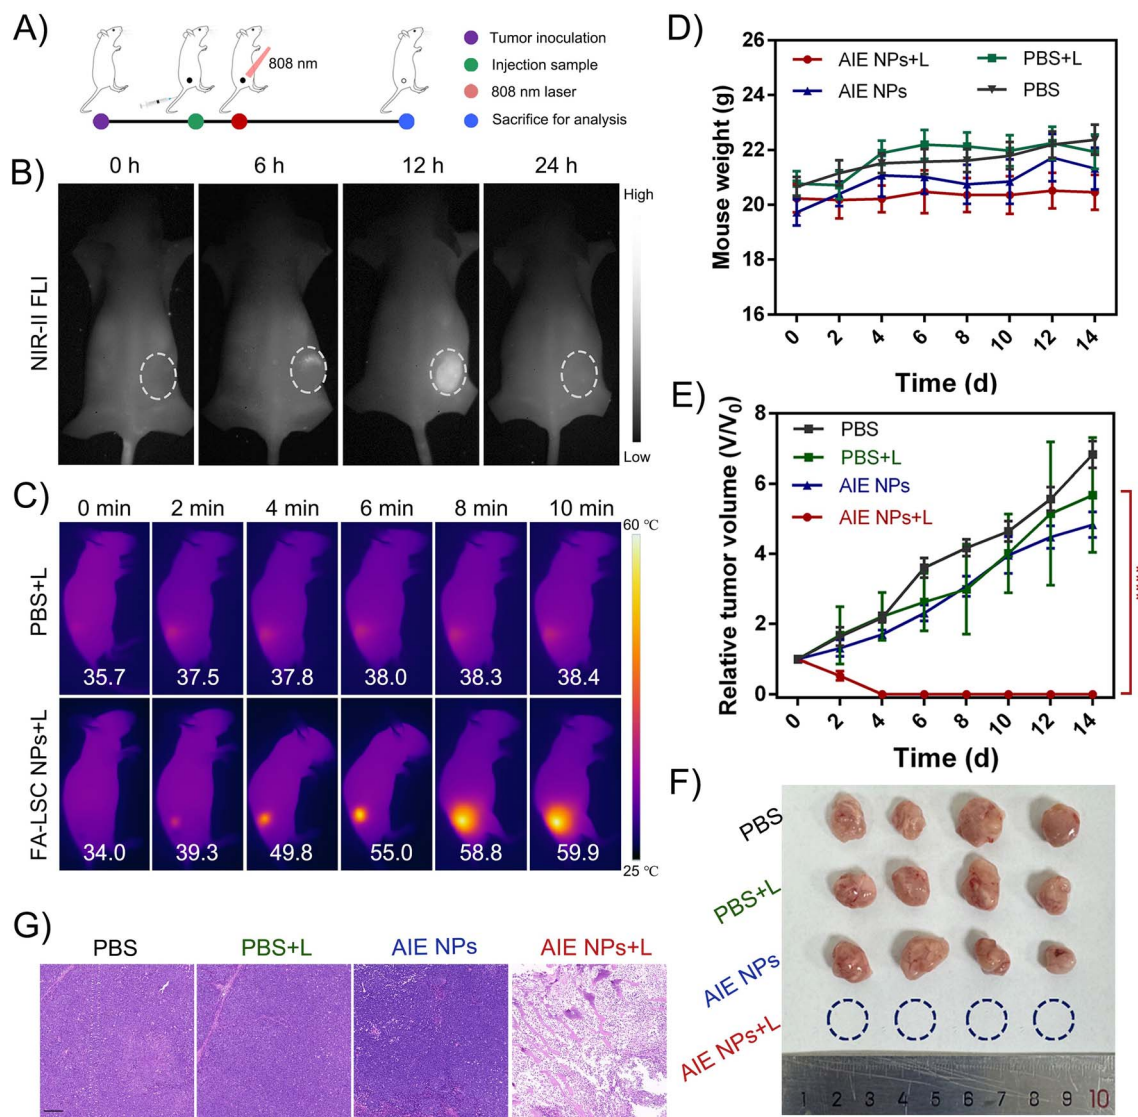 A)
808 nm
Tumor inoculation
Injection sample
808 nm laser
Sacrifice for analysis
B)
0 h 6 h 12 h 24 h
NIR-II FLI
High
Low
C)
0 min 2 min 4 min 6 min 8 min 10 min
60 ℃
PBS+L
35.7 37.5 37.8 38.0 38.3 38.4
FA-LSC NPs+L
34.0 39.3 49.8 55.0 58.8 59.9
25 ℃
D)
Mouse weight (g)
26
24
22
20
18
16
AIE NPs+L PBS+L
AIE NPs PBS
0 2 4 6 8 10 12 14
Time (d)
E)
Relative tumor volume (V/V0)
8
6
4
2
0
PBS
PBS+L
AIE NPs
AIE NPs+L
****
0 2 4 6 8 10 12 14
Time (d)
F)
PBS
PBS+L
AIE NPs
AIE NPs+L
1 2 3 4 5 6 7 8 9 10
G)
PBS PBS+L AIE NPs AIE NPs+L